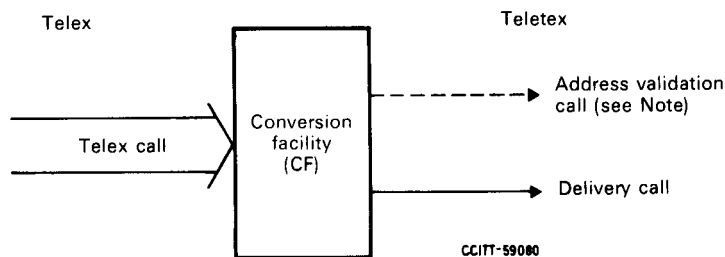 Telex
Teletex
Telex call
Conversion
facility
(CF)
Address validation
call (see Note)
Delivery call
CCITT-59080